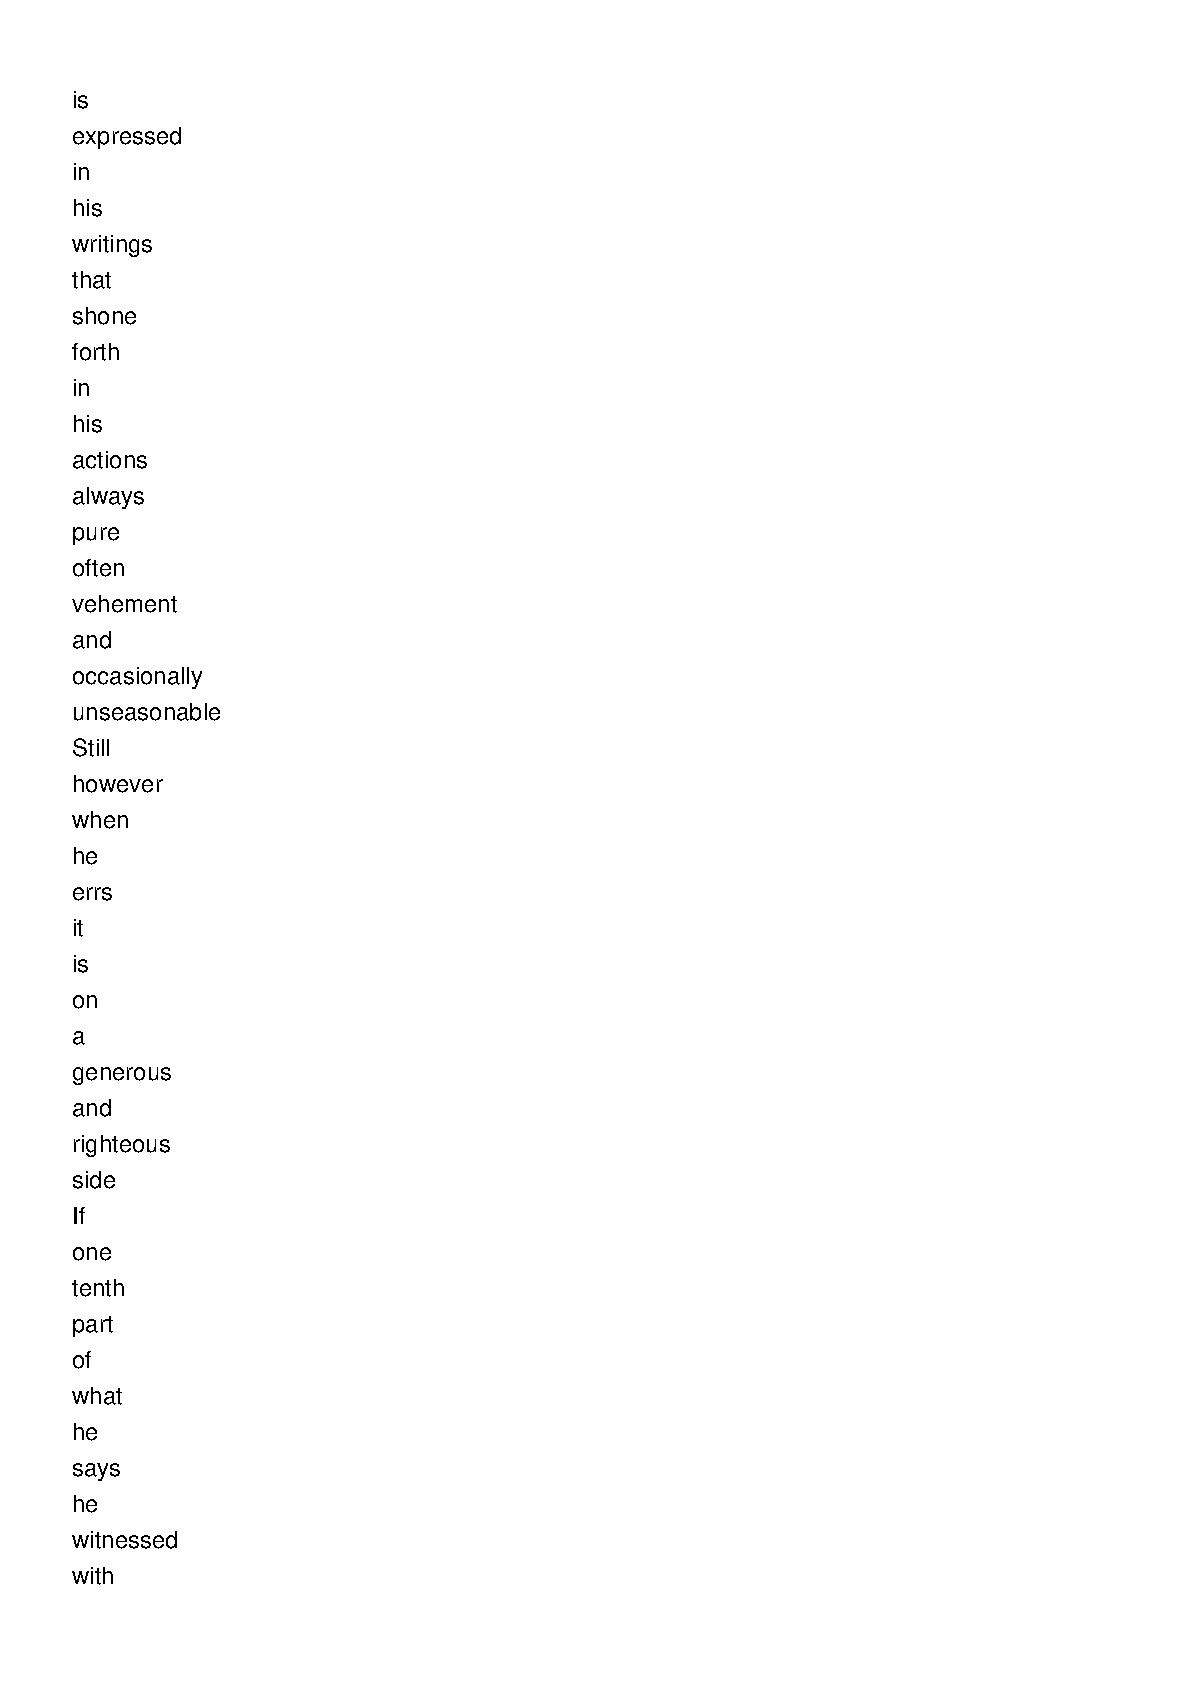 is
expressed
in
his
writings
that
shone
forth
in
his
actions
always
pure
often
vehement
and
occasionally
unseasonable
Still
however
when
he
errs
it
is
on
a
generous
and
righteous
side
If
one
tenth
part
of
what
he
says
he
witnessed
with